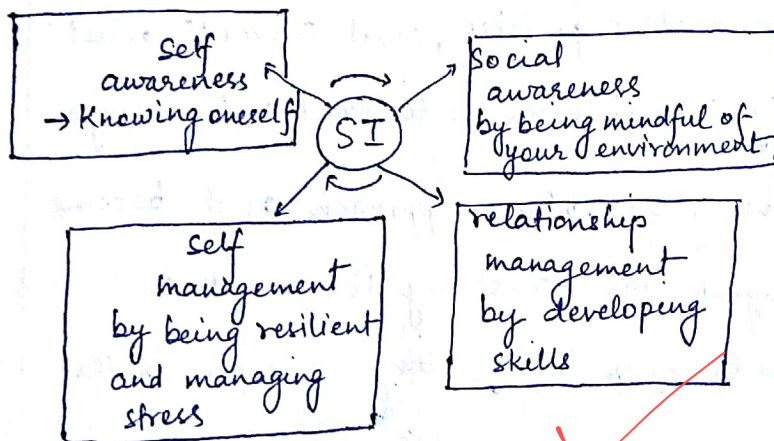 Self
awareness
→ Knowing oneself
Social
awareness
by being mindful of
your environment
SI
Self
management
by being resilient
and managing
stress
relationship
management
by developing
skills